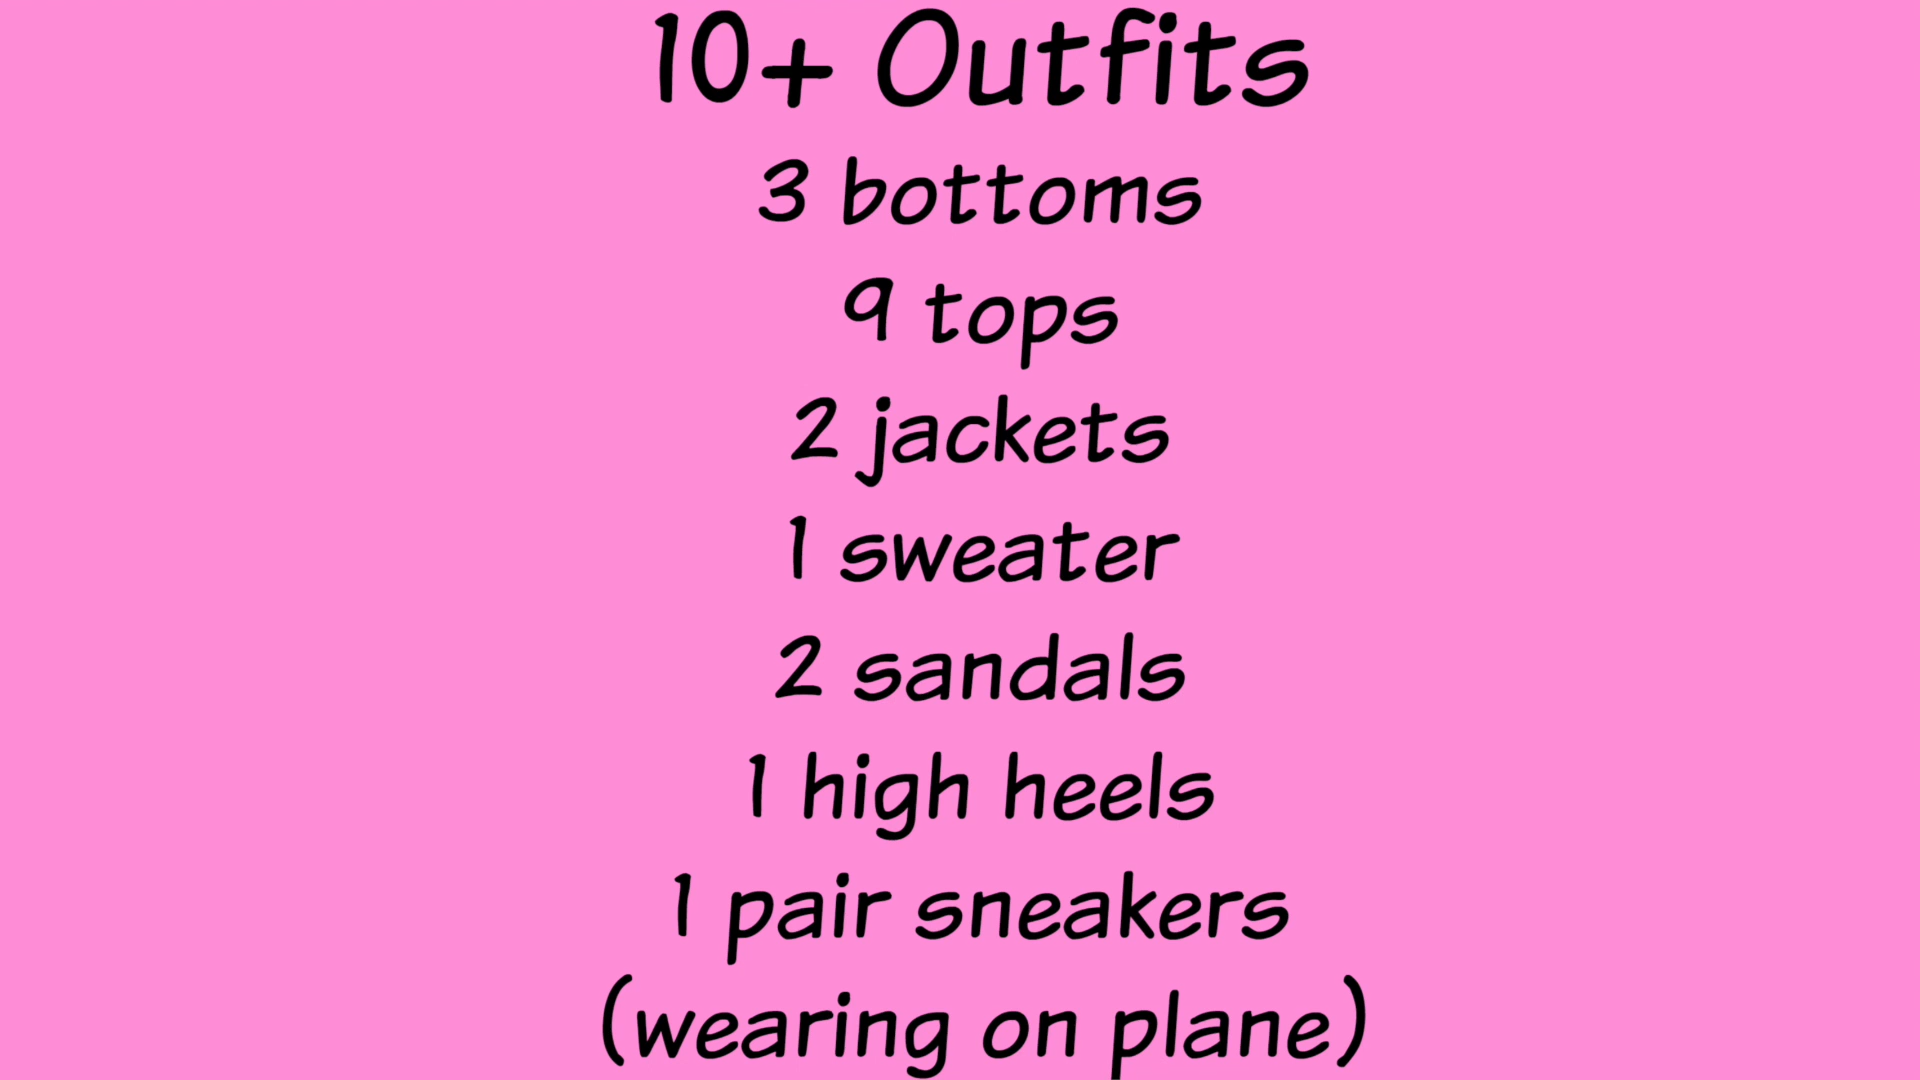 10+ Outfits
3 bottoms
9 tops
2 jackets
1 sweater
2 sandals
1 high heels
1 pair sneakers
(wearing on plane)